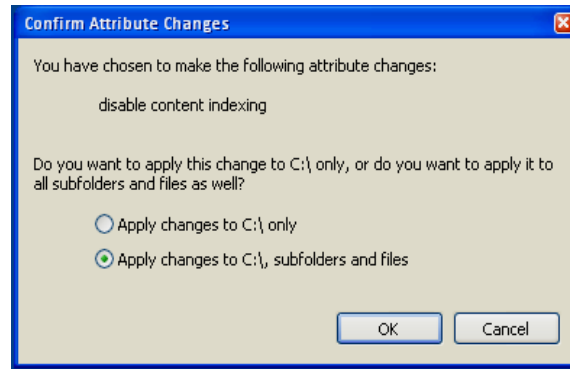 Confirm Attribute Changes
You have chosen to make the following attribute changes:
disable content indexing
Do you want to apply this change to C:\ only, or do you want to apply it to
all subfolders and files as well?
Apply changes to C:\ only
Apply changes to C:\, subfolders and files
OK
Cancel